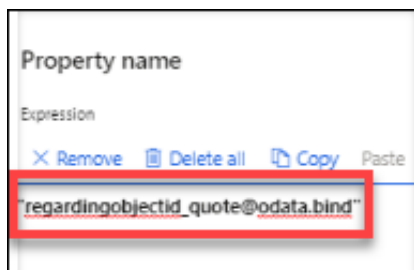 Property name
Expression
Remove Delete all Copy Paste
"regardingobjectid_quote@odata.bind"